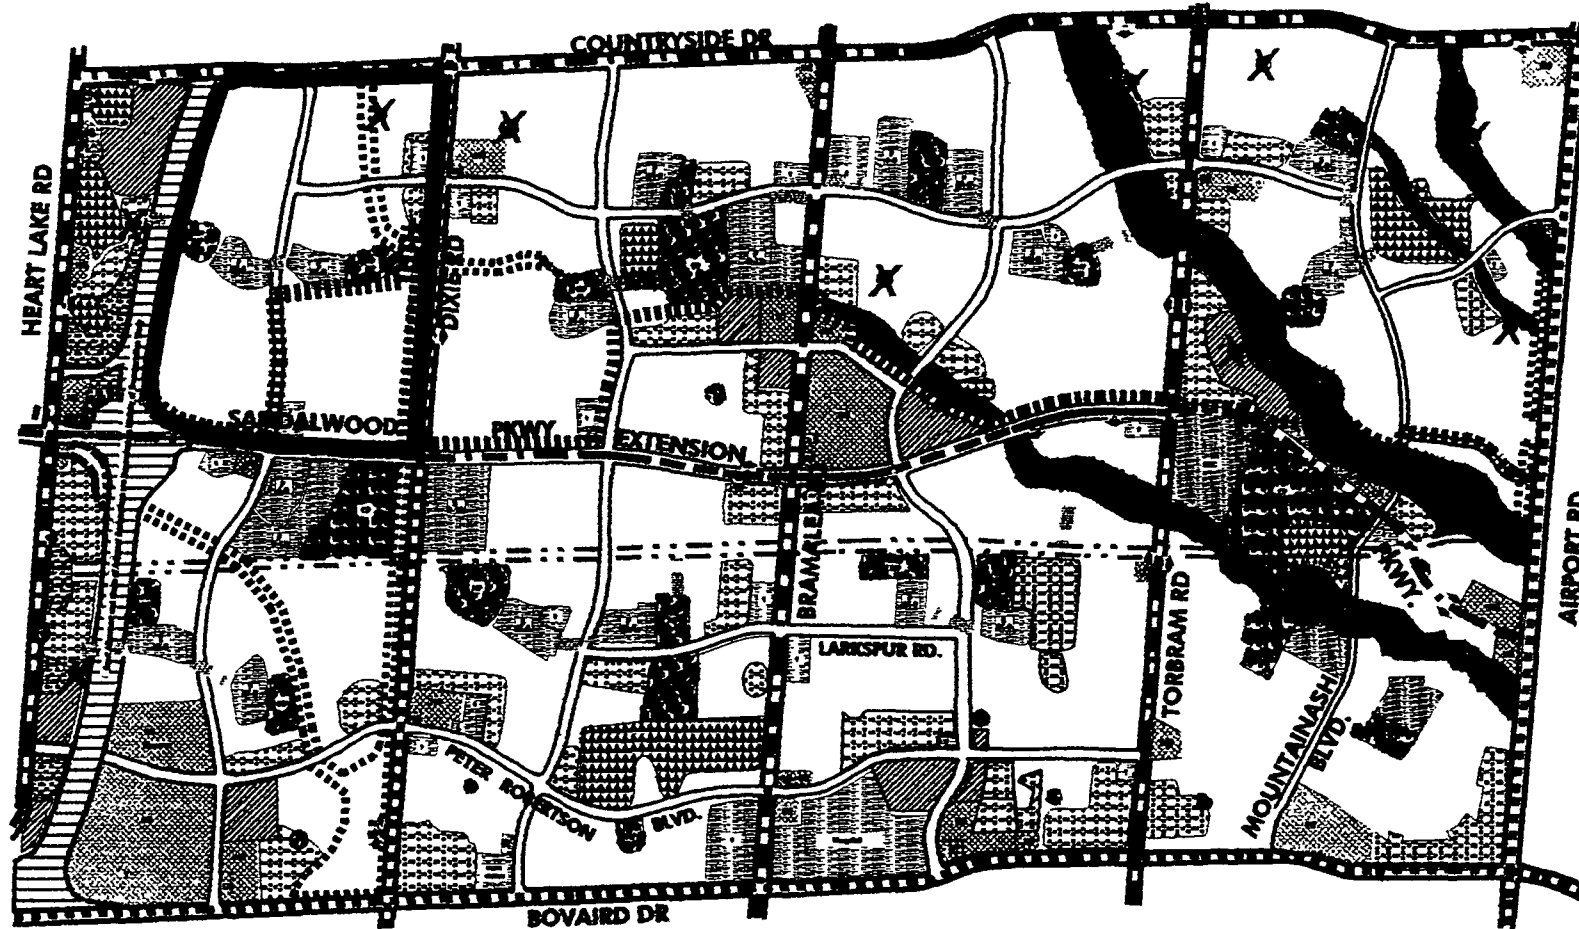 COUNTRYSIDE DR
HEART LAKE RD
DIXIE RD
SANDALWOOD
PKWY
EXTENSION
BRAMALEA
LARKSPUR RD.
TORBRAM RD
PKWY.
AIRPORT RD
MOUNTAINASH
BLVD.
PETER ROBERTSON
BLVD.
BOVAIRD DR